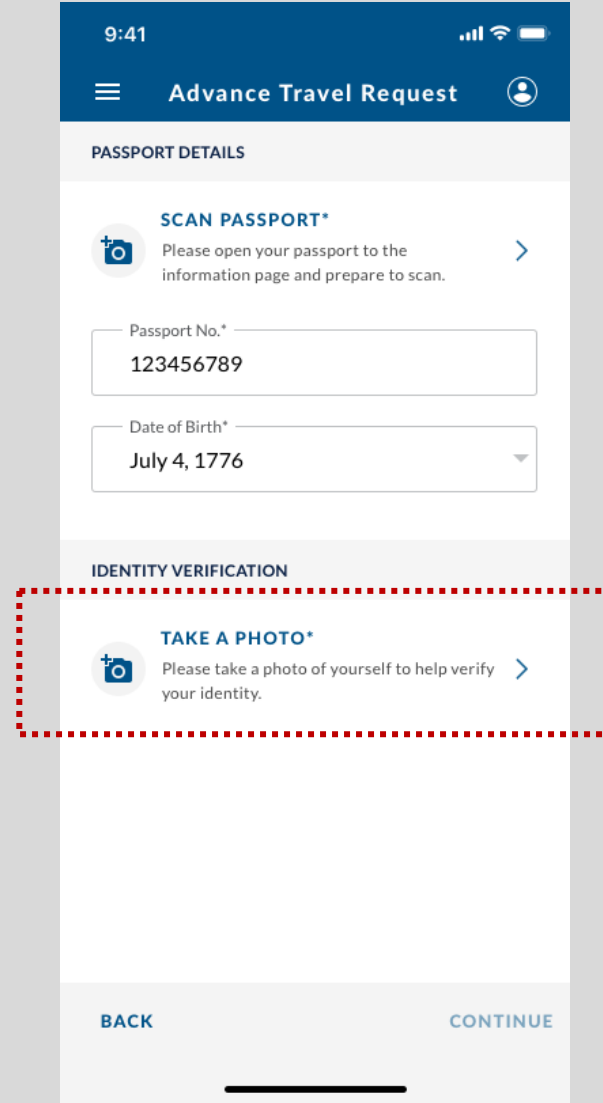 9:41
Advance Travel Request
PASSPORT DETAILS
SCAN PASSPORT*
Please open your passport to the
information page and prepare to scan.
Passport No.*
123456789
Date of Birth*
July 4, 1776
IDENTITY VERIFICATION
TAKE A PHOTO*
Please take a photo of yourself to help verify
your identity.
BACK
CONTINUE